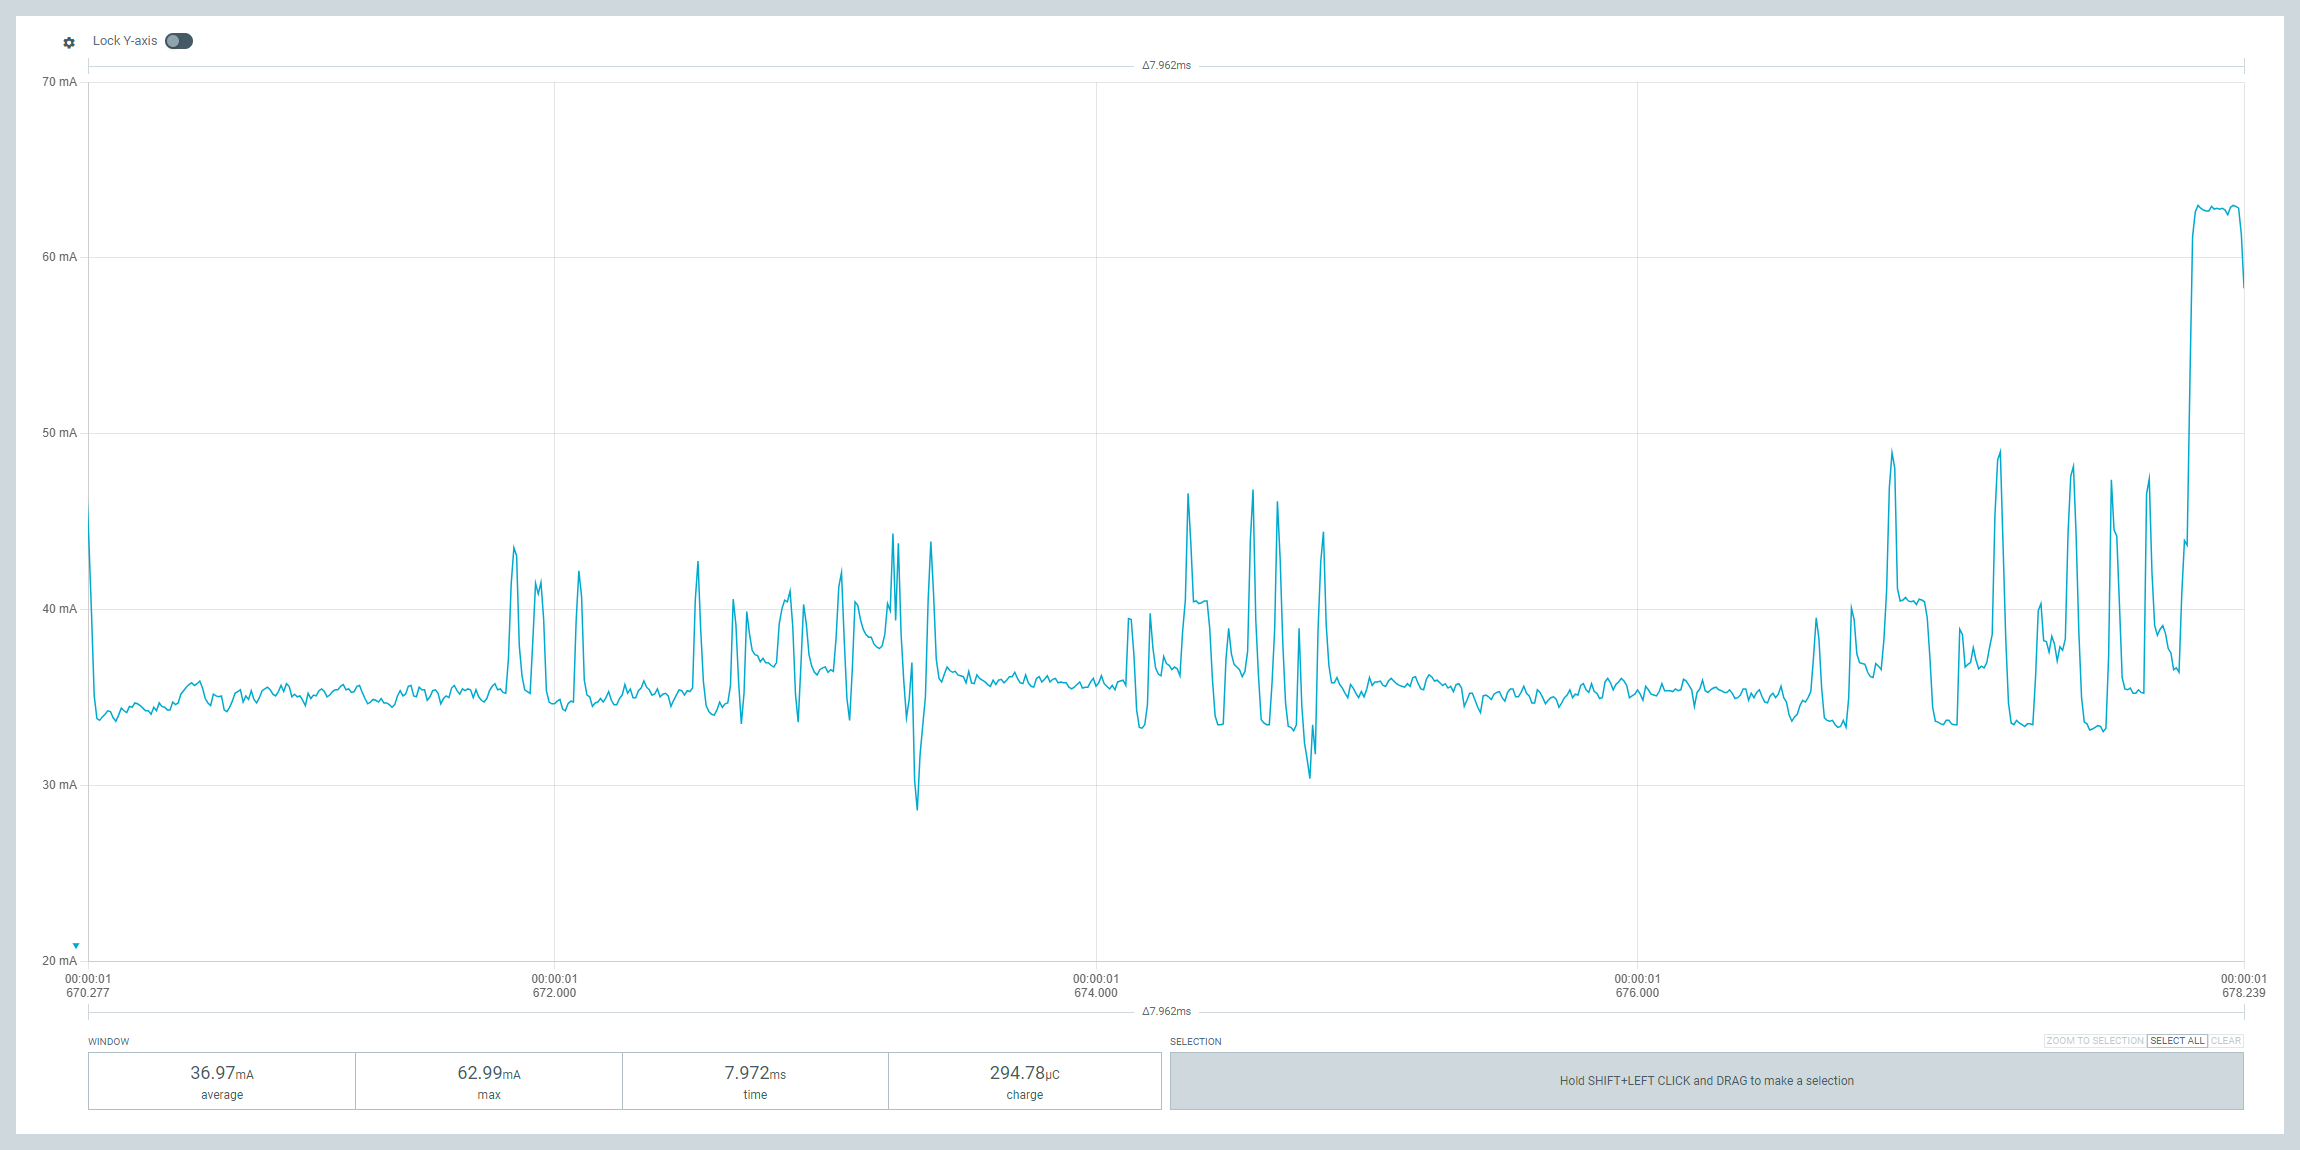 Lock Y-axis
Δ7.962ms
70 mA
60 mA
50 mA
40 mA
30 mA
20 mA
00:00:01 00:00:01 00:00:01 00:00:01 00:00:01
670.277 672.000 674.000 676.000 678.239
Δ7.962ms
WINDOW
36.97mA 62.99mA 7.972ms 294.78μC
average max time charge
SELECTION
ZOOM TO SELECTION SELECT ALL CLEAR
Hold SHIFT+LEFT CLICK and DRAG to make a selection